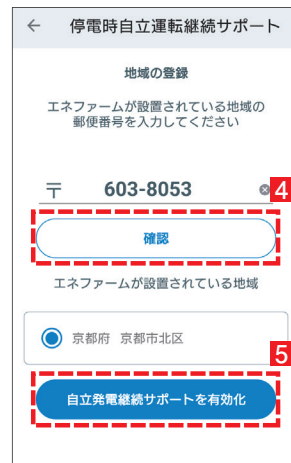 ← 停電時自立運転継続サポート
地域の登録
エネファームが設置されている地域の
郵便番号を入力してください
〒 603-8053 4
確認
エネファームが設置されている地域
京都府 京都市北区
5
自立発電継続サポートを有効化